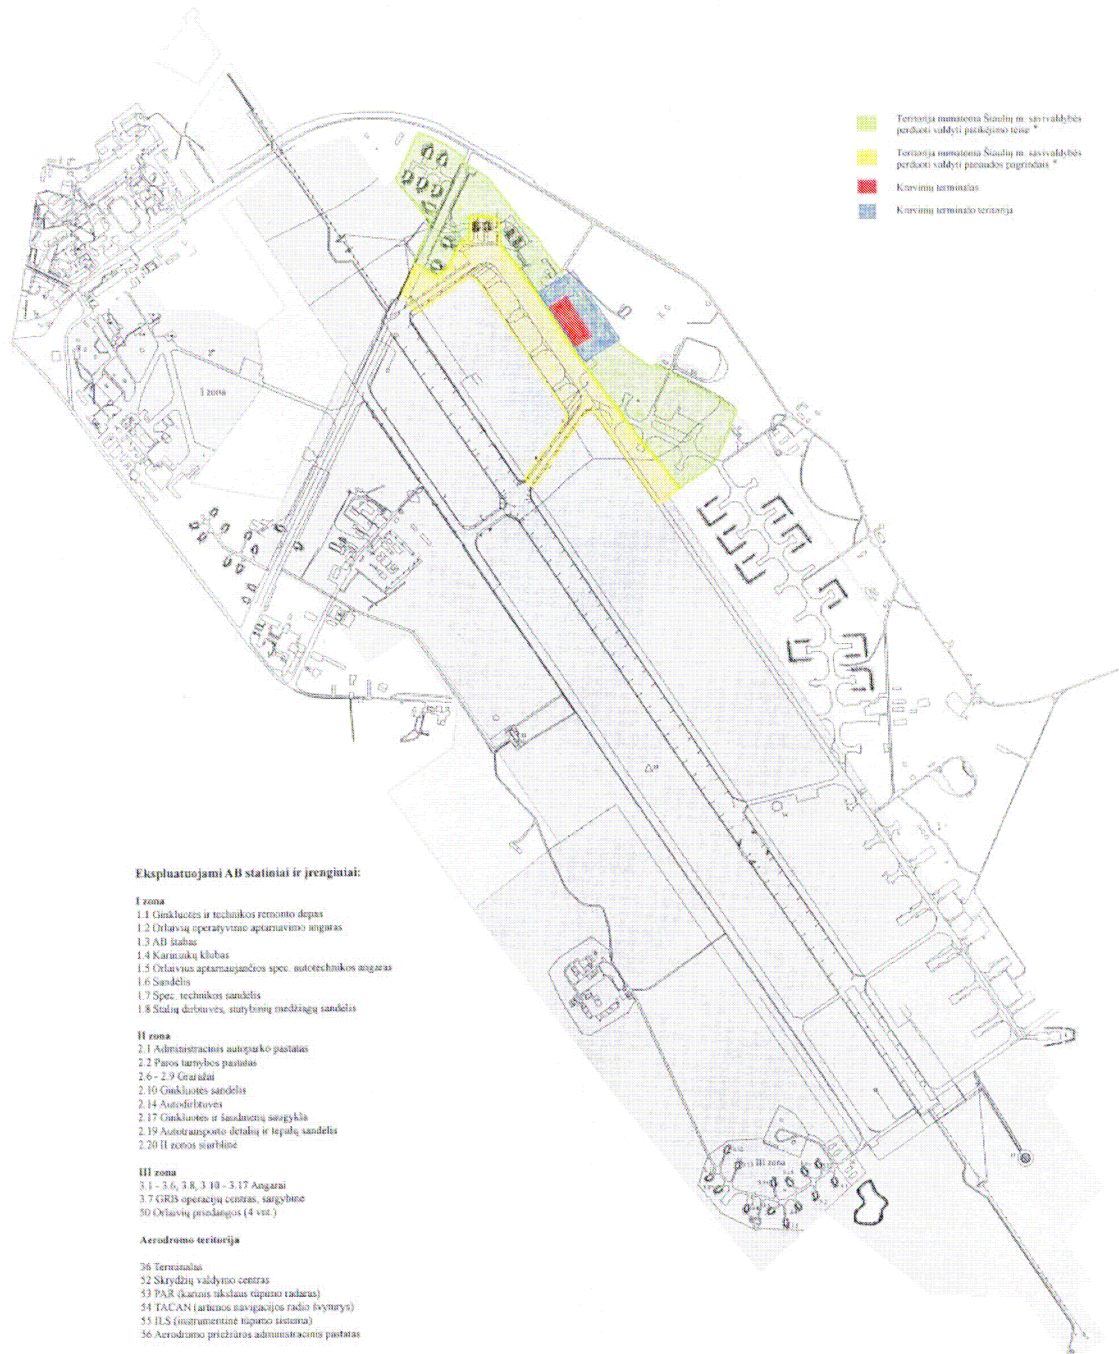 Teritorija numatoma Šiaulių m. savivaldybės
perduoti valdyti patikėjimo teise *
Teritorija numatoma Šiaulių m. savivaldybės
perduoti valdyti panaudos pagrindais *
Krovinių terminalas
Krovinių terminalo teritorija
I zona
Ekspluatuojami AB statiniai ir įrenginiai:
I zona
1.1 Ginkluotės ir technikos remonto depas
1.2 Orlaivių operatyvinio aptarnavimo angaras
1.3 AB štabas
1.4 Karininkų klubas
1.5 Orlaivius aptarnaujančios spec. autotechnikos angaras
1.6 Sandėlis
1.7 Spec. technikos sandėlis
1.8 Stalių dirbtuvės, statybinių medžiagų sandėlis
II zona
2.1 Administracinis autoparko pastatas
2.2 Paros tarnybos pastatas
2.6 - 2.9 Garažai
2.10 Ginkluotės sandėlis
2.14 Autodirbtuvės
2.17 Ginkluotės ir šaudmenų saugykla
2.19 Autotransporto detalių ir tepalų sandėlis
2.20 II zonos siurblinė
III zona
3.1 - 3.6, 3.8, 3.10 - 3.17 Angarai
3.7 GRB operacijų centras, sargybinė
50 Orlaivių priedangos (4 vnt.)
III zona
Aerodromo teritorija
36 Terminalas
52 Skrydžių valdymo centras
53 PAR (karinis tikslaus tūpimo radaras)
54 TACAN (artimos navigacijos radio švyturys)
55 ILS (instrumentinė tūpimo sistema)
56 Aerodromo priežiūros administracinis pastatas